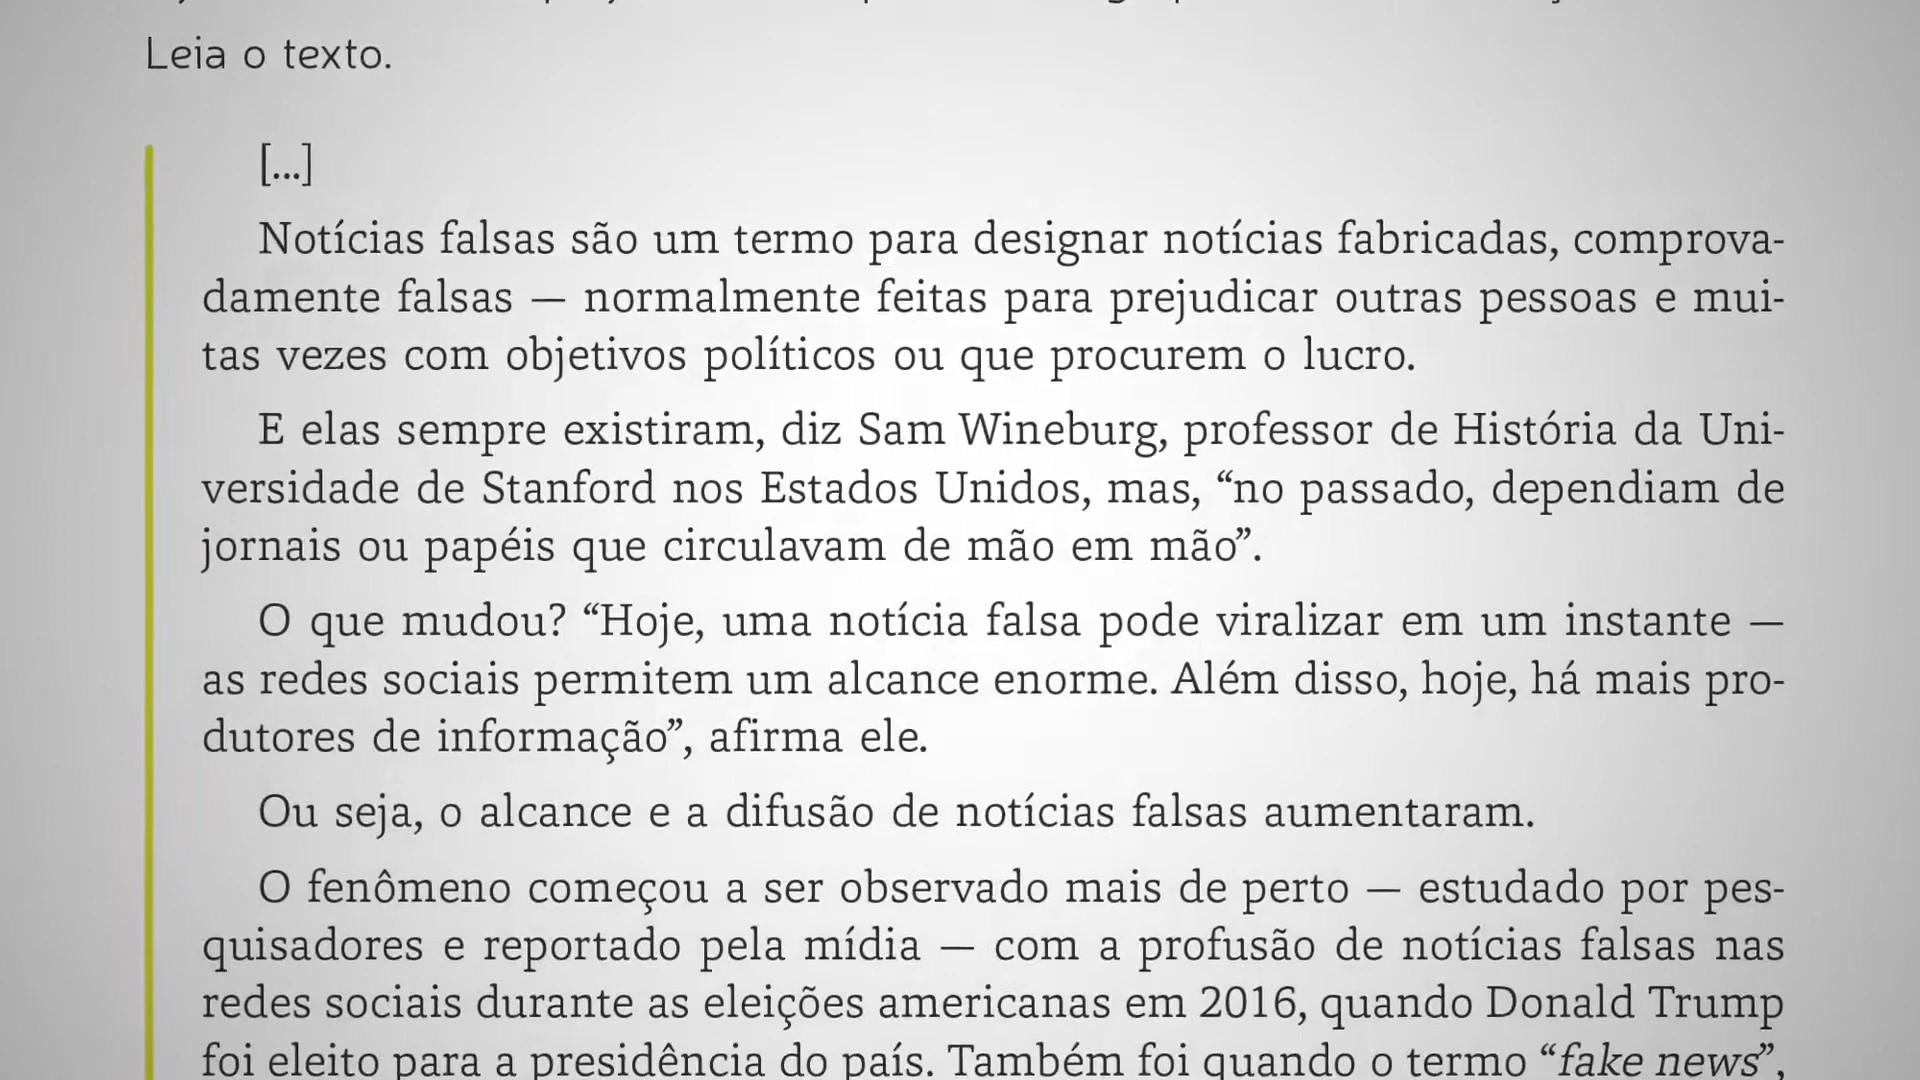 Leia o texto.
[...]
Notícias falsas são um termo para designar notícias fabricadas, comprova-
damente falsas — normalmente feitas para prejudicar outras pessoas e mui-
tas vezes com objetivos políticos ou que procurem o lucro.
E elas sempre existiram, diz Sam Wineburg, professor de História da Uni-
versidade de Stanford nos Estados Unidos, mas, “no passado, dependiam de
jornais ou papéis que circulavam de mão em mão”.
O que mudou? “Hoje, uma notícia falsa pode viralizar em um instante —
as redes sociais permitem um alcance enorme. Além disso, hoje, há mais pro-
dutores de informação”, afirma ele.
Ou seja, o alcance e a difusão de notícias falsas aumentaram.
O fenômeno começou a ser observado mais de perto — estudado por pes-
quisadores e reportado pela mídia — com a profusão de notícias falsas nas
redes sociais durante as eleições americanas em 2016, quando Donald Trump
foi eleito para a presidência do país. Também foi quando o termo “fake news”,